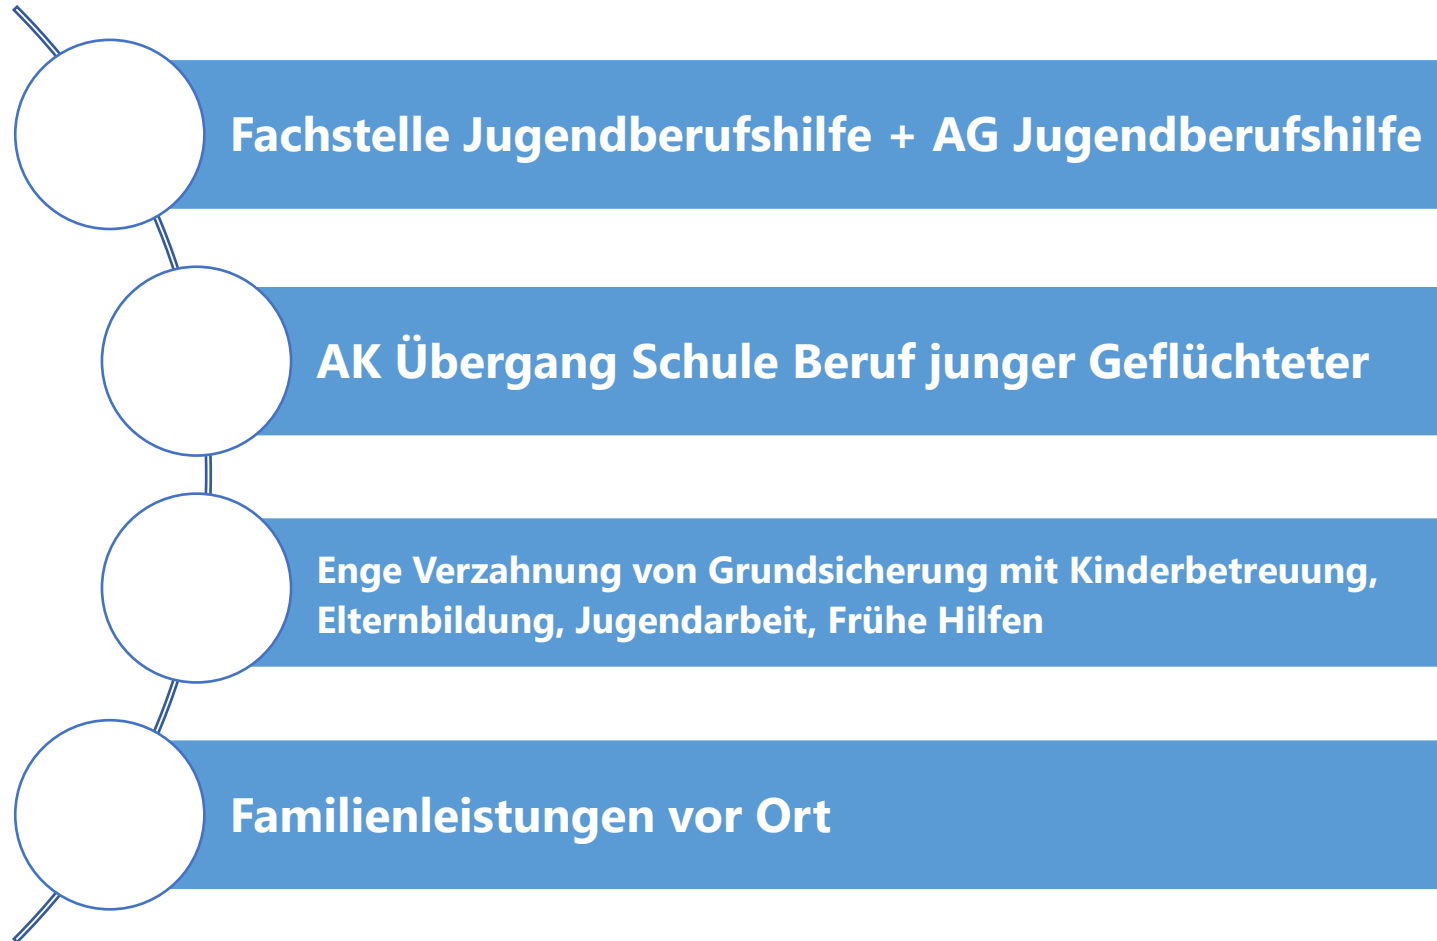 Fachstelle Jugendberufshilfe + AG Jugendberufshilfe
AK Übergang Schule Beruf junger Geflüchteter
Enge Verzahnung von Grundsicherung mit Kinderbetreuung,
Elternbildung, Jugendarbeit, Frühe Hilfen
Familienleistungen vor Ort